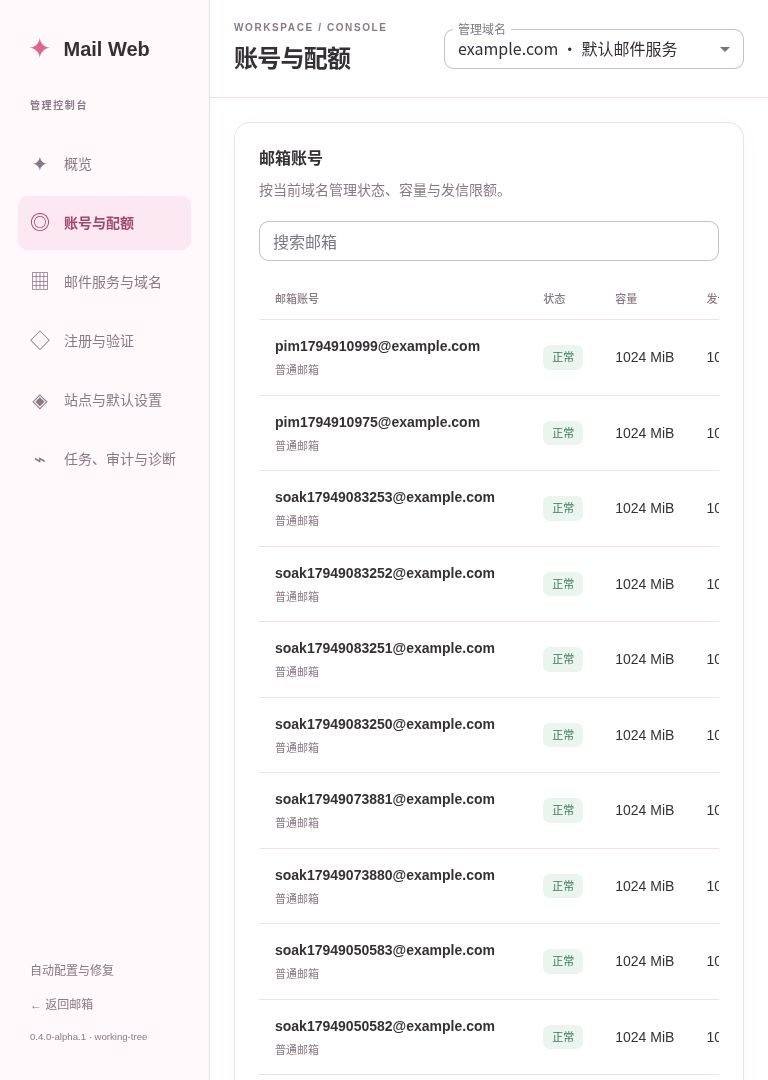 Mail Web
管理控制台
概览
账号与配额
邮件服务与域名
注册与验证
站点与默认设置
任务、审计与诊断
自动配置与修复
← 返回邮箱
0.4.0-alpha.1 · working-tree
WORKSPACE / CONSOLE
账号与配额
管理域名
example.com · 默认邮件服务
邮箱账号
按当前域名管理状态、容量与发信限额。
搜索邮箱
邮箱账号 状态 容量
pim1794910999@example.com
普通邮箱
正常 1024 MiB 10
pim1794910975@example.com
普通邮箱
正常 1024 MiB 10
soak17949083253@example.com
普通邮箱
正常 1024 MiB 10
soak17949083252@example.com
普通邮箱
正常 1024 MiB 10
soak17949083251@example.com
普通邮箱
正常 1024 MiB 10
soak17949083250@example.com
普通邮箱
正常 1024 MiB 10
soak17949073881@example.com
普通邮箱
正常 1024 MiB 10
soak17949073880@example.com
普通邮箱
正常 1024 MiB 10
soak17949050583@example.com
普通邮箱
正常 1024 MiB 10
soak17949050582@example.com
普通邮箱
正常 1024 MiB 10